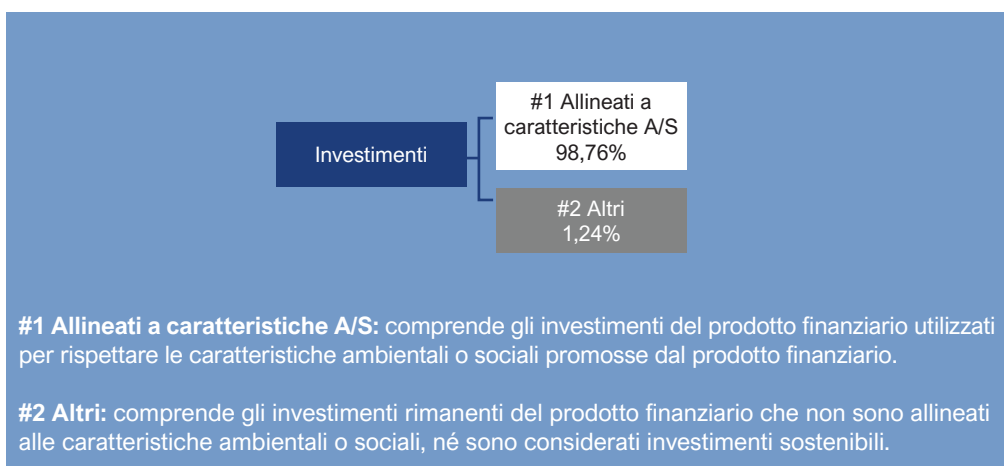 #1 Allineati a
caratteristiche A/S
98,76%
Investimenti
#2 Altri
1,24%
#1 Allineati a caratteristiche A/S: comprende gli investimenti del prodotto finanziario utilizzati
per rispettare le caratteristiche ambientali o sociali promosse dal prodotto finanziario.
#2 Altri: comprende gli investimenti rimanenti del prodotto finanziario che non sono allineati
alle caratteristiche ambientali o sociali, né sono considerati investimenti sostenibili.